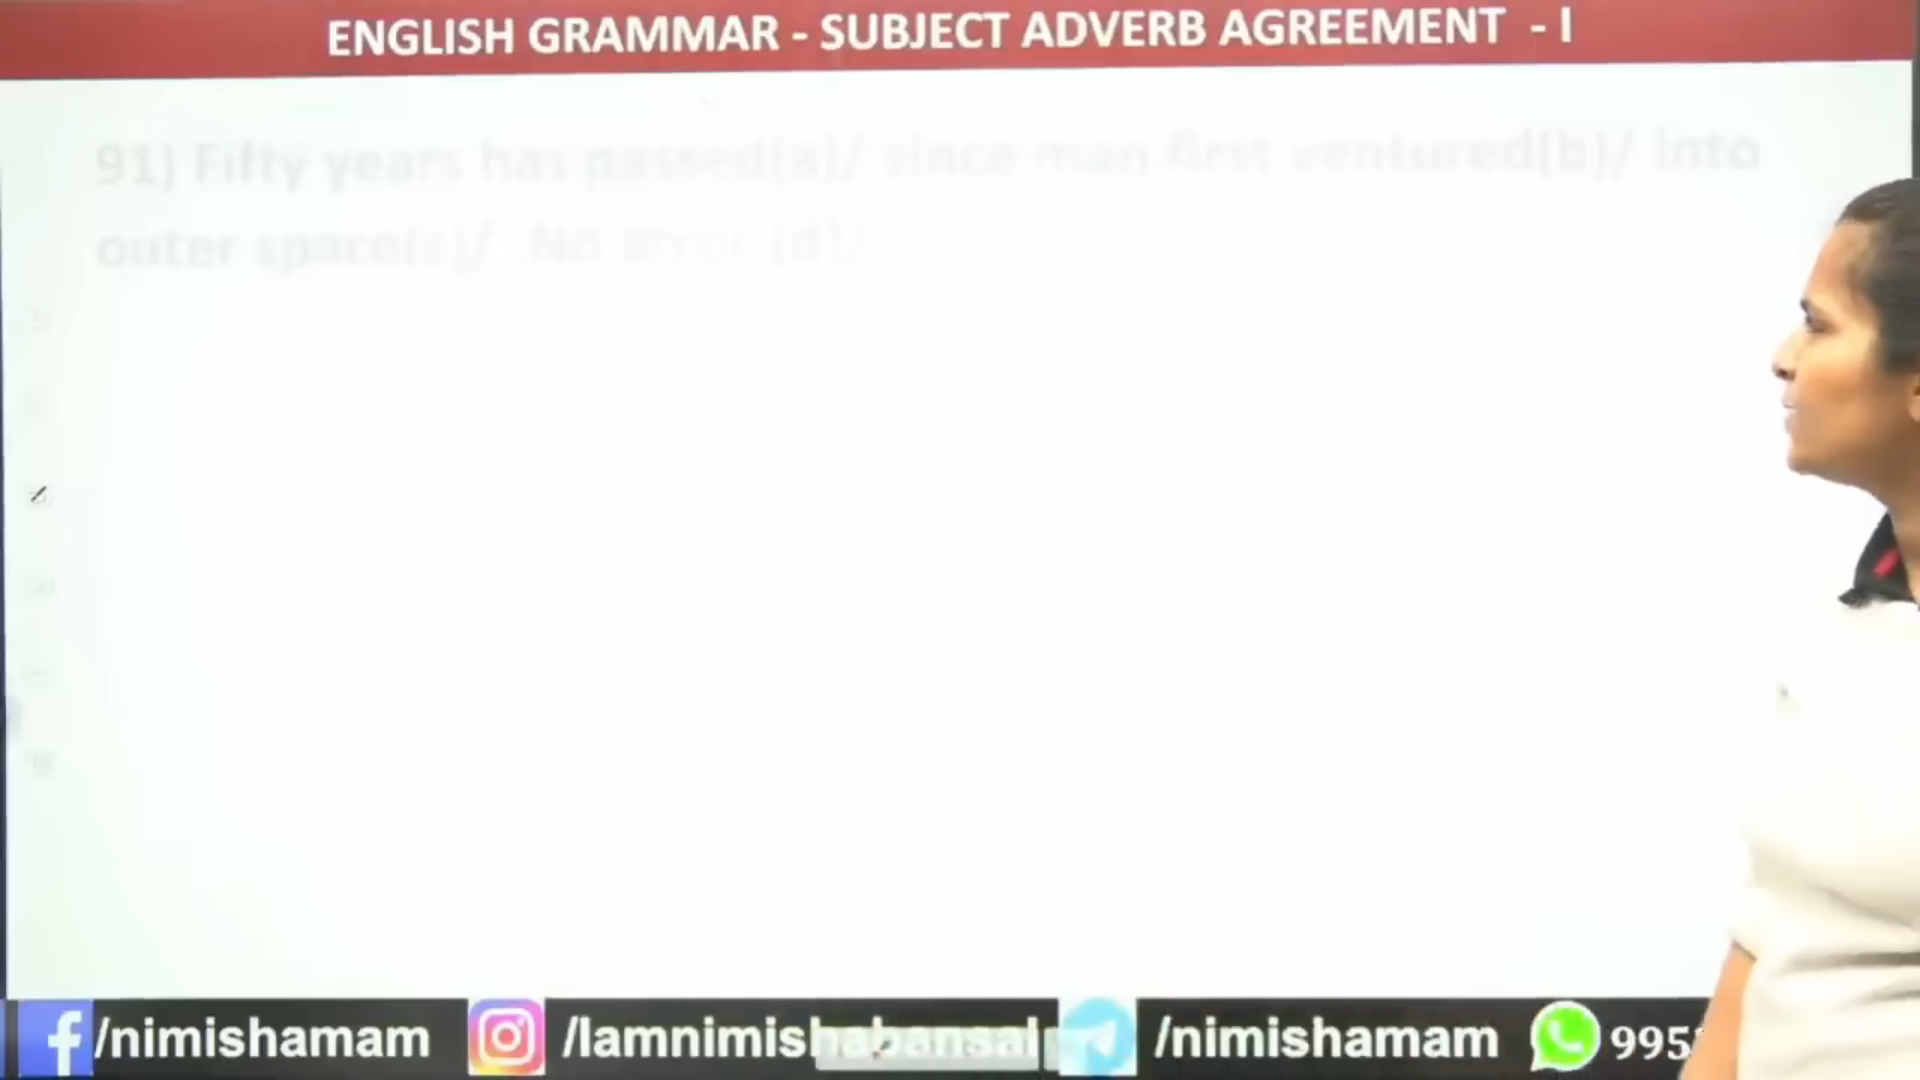 ENGLISH GRAMMAR - SUBJECT ADVERB AGREEMENT - I
91) Fifty years has passed(a)/ since man first ventured(b)/ into
outer space(c)/ .No error.(d)/
/nimishamam /Iamnimishabansal /nimishamam 995